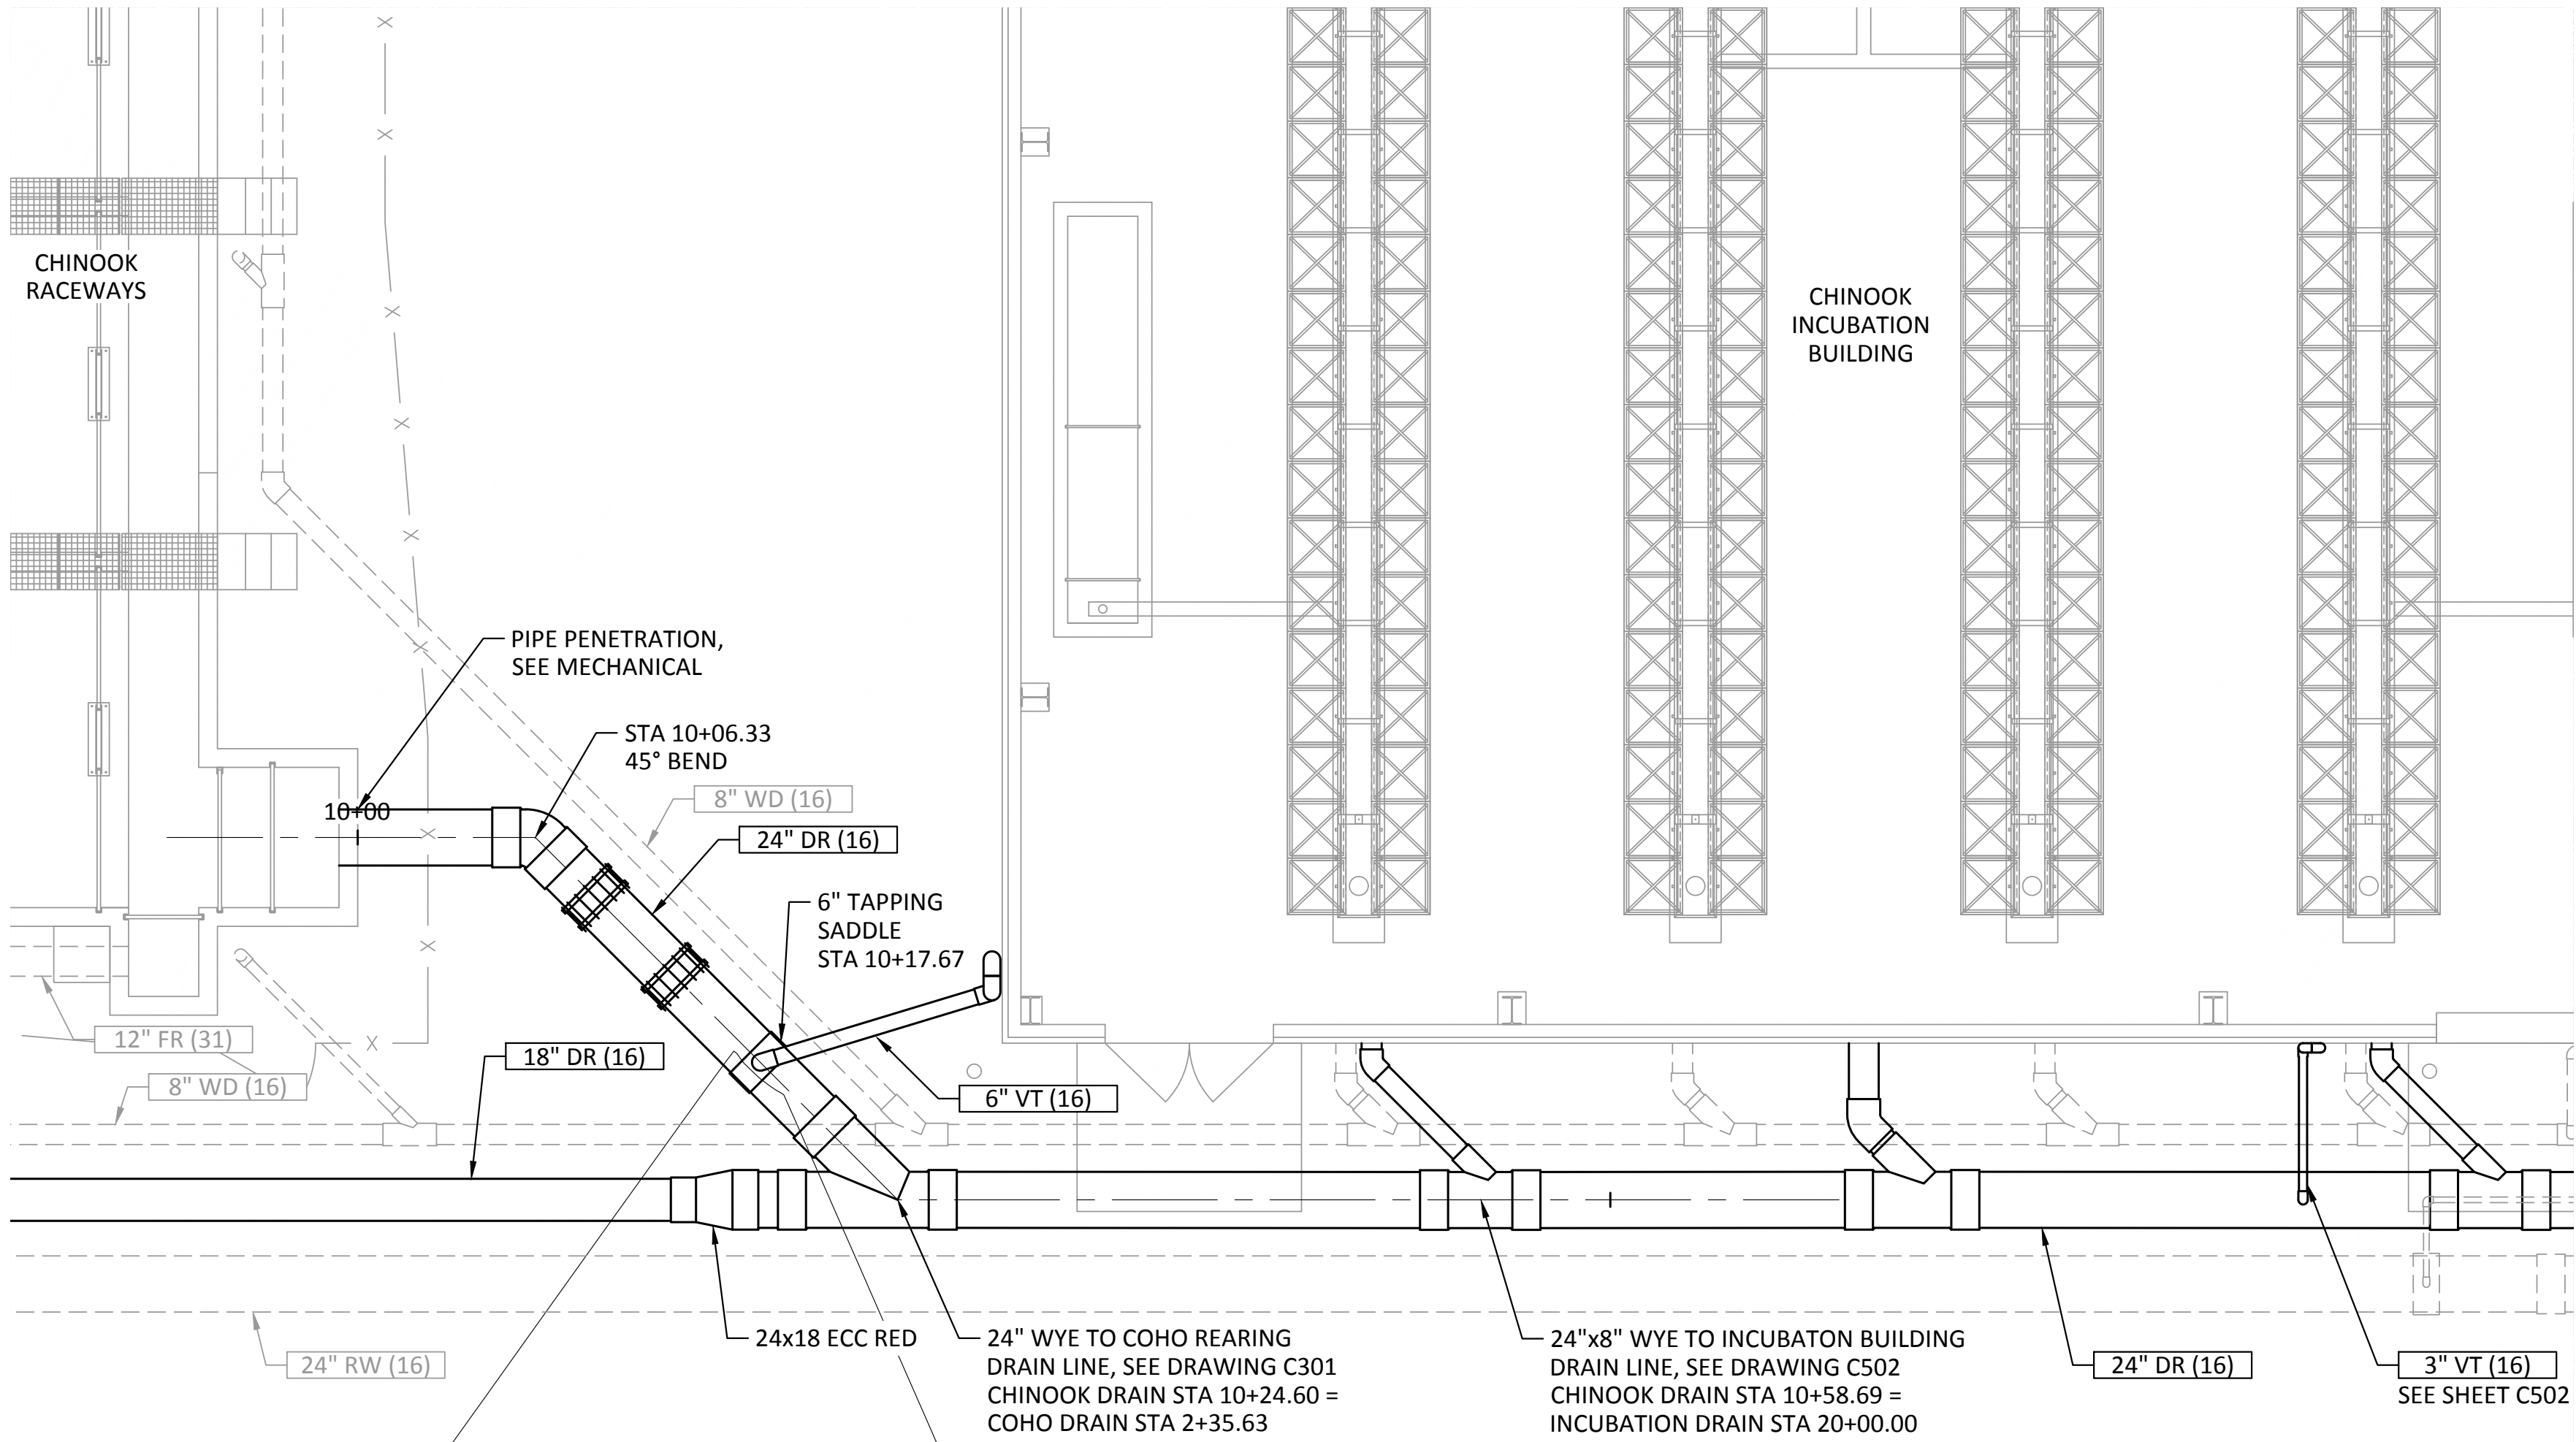 CHINOOK
RACEWAYS
CHINOOK
INCUBATION
BUILDING
PIPE PENETRATION,
SEE MECHANICAL
STA 10+06.33
45° BEND
8" WD (16)
10+00
24" DR (16)
6" TAPPING
SADDLE
STA 10+17.67
12" FR (31)
18" DR (16)
8" WD (16)
6" VT (16)
24x18 ECC RED
24" WYE TO COHO REARING
DRAIN LINE, SEE DRAWING C301
CHINOOK DRAIN STA 10+24.60 =
COHO DRAIN STA 2+35.63
24"x8" WYE TO INCUBATON BUILDING
DRAIN LINE, SEE DRAWING C502
CHINOOK DRAIN STA 10+58.69 =
INCUBATION DRAIN STA 20+00.00
24" RW (16)
24" DR (16)
3" VT (16)
SEE SHEET C502